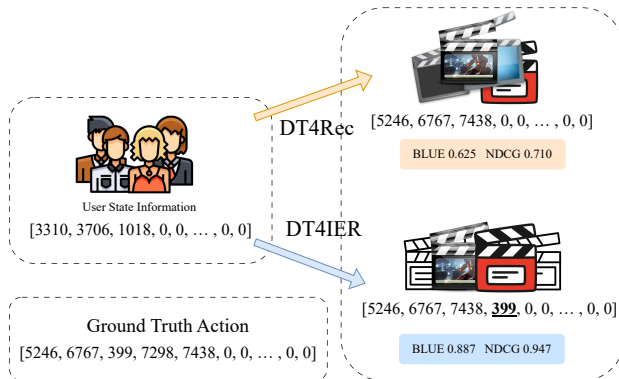 User State Information
[3310, 3706, 1018, 0, 0, … , 0, 0]
Ground Truth Action
[5246, 6767, 399, 7298, 7438, 0, 0, … , 0, 0]
DT4Rec
DT4IER
[5246, 6767, 7438, 0, 0, … , 0, 0]
BLUE 0.625 NDCG 0.710
[5246, 6767, 7438, 399, 0, 0, … , 0, 0]
BLUE 0.887 NDCG 0.947